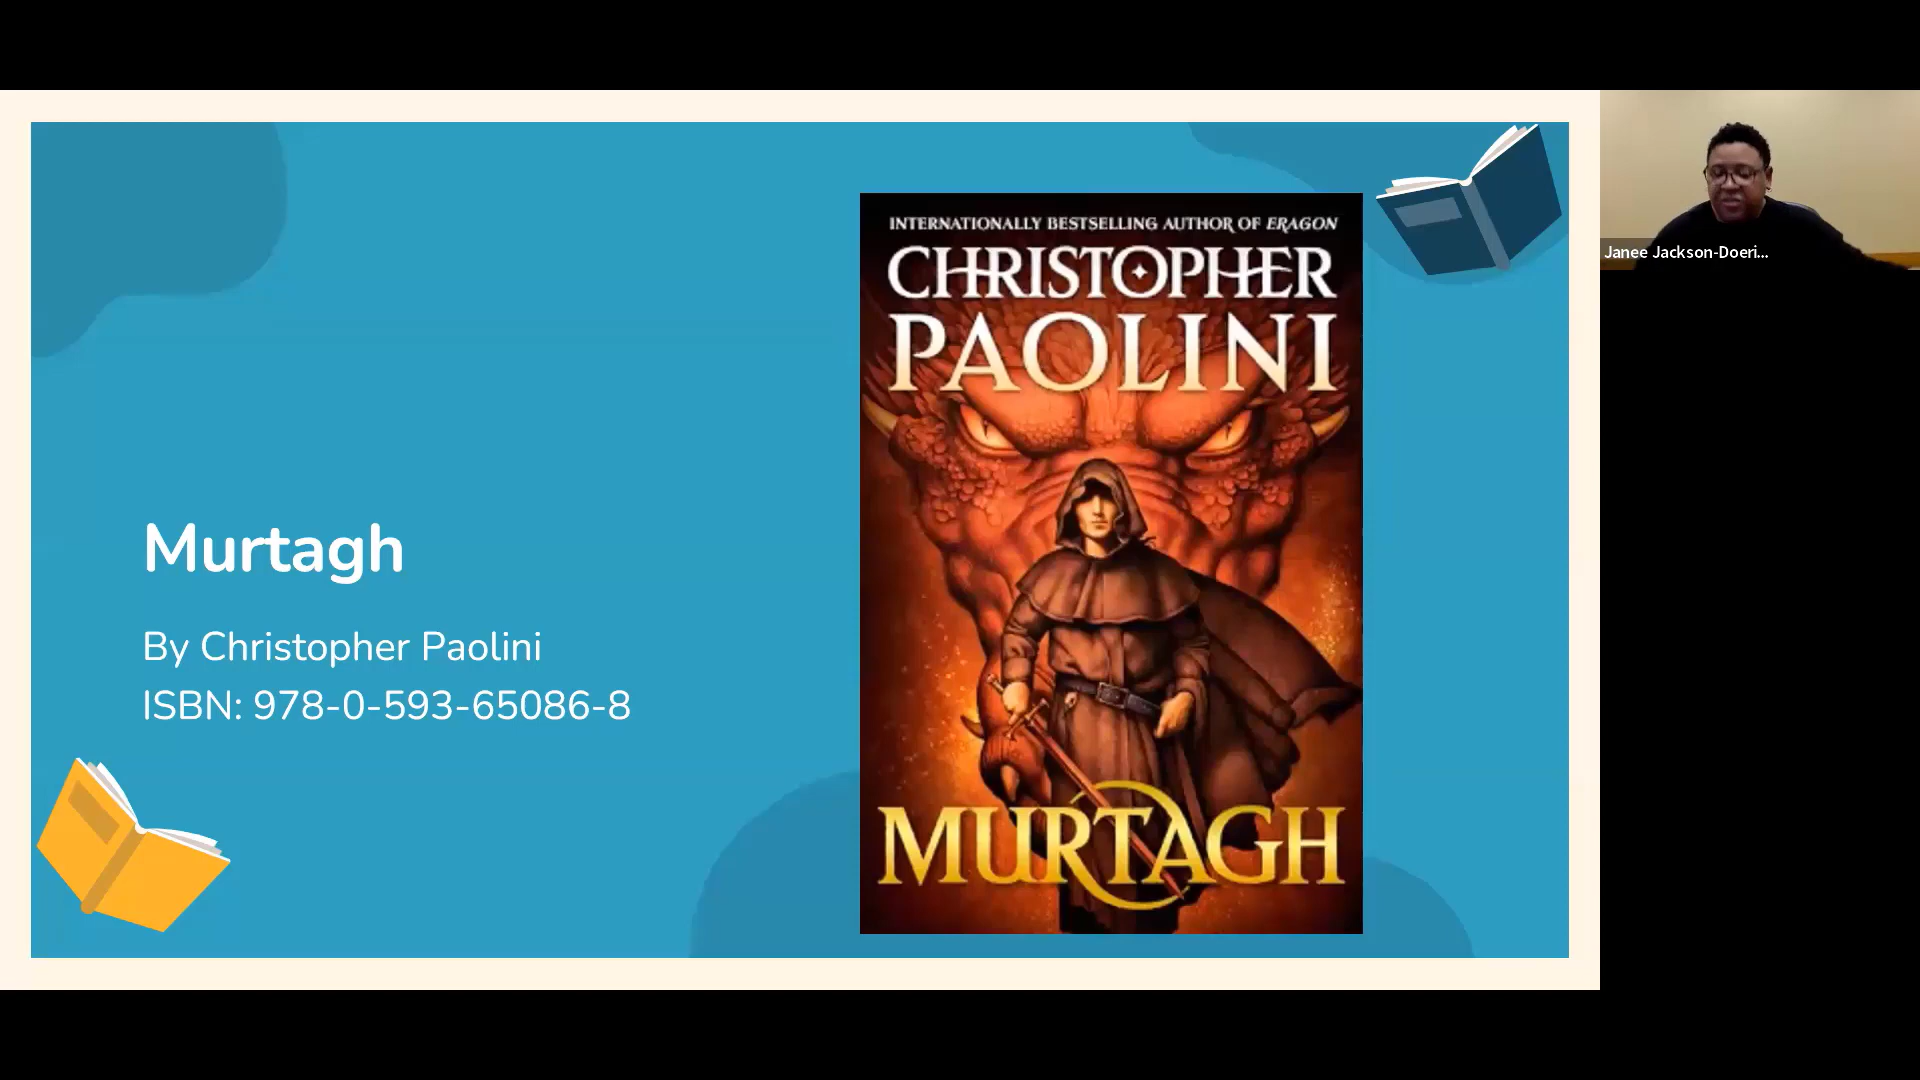 Murtagh
By Christopher Paolini
ISBN: 978-0-593-65086-8
INTERNATIONALLY BESTSELLING AUTHOR OF ERAGON
CHRISTOPHER
PAOLINI
MURTAGH
Janee Jackson-Doeri...